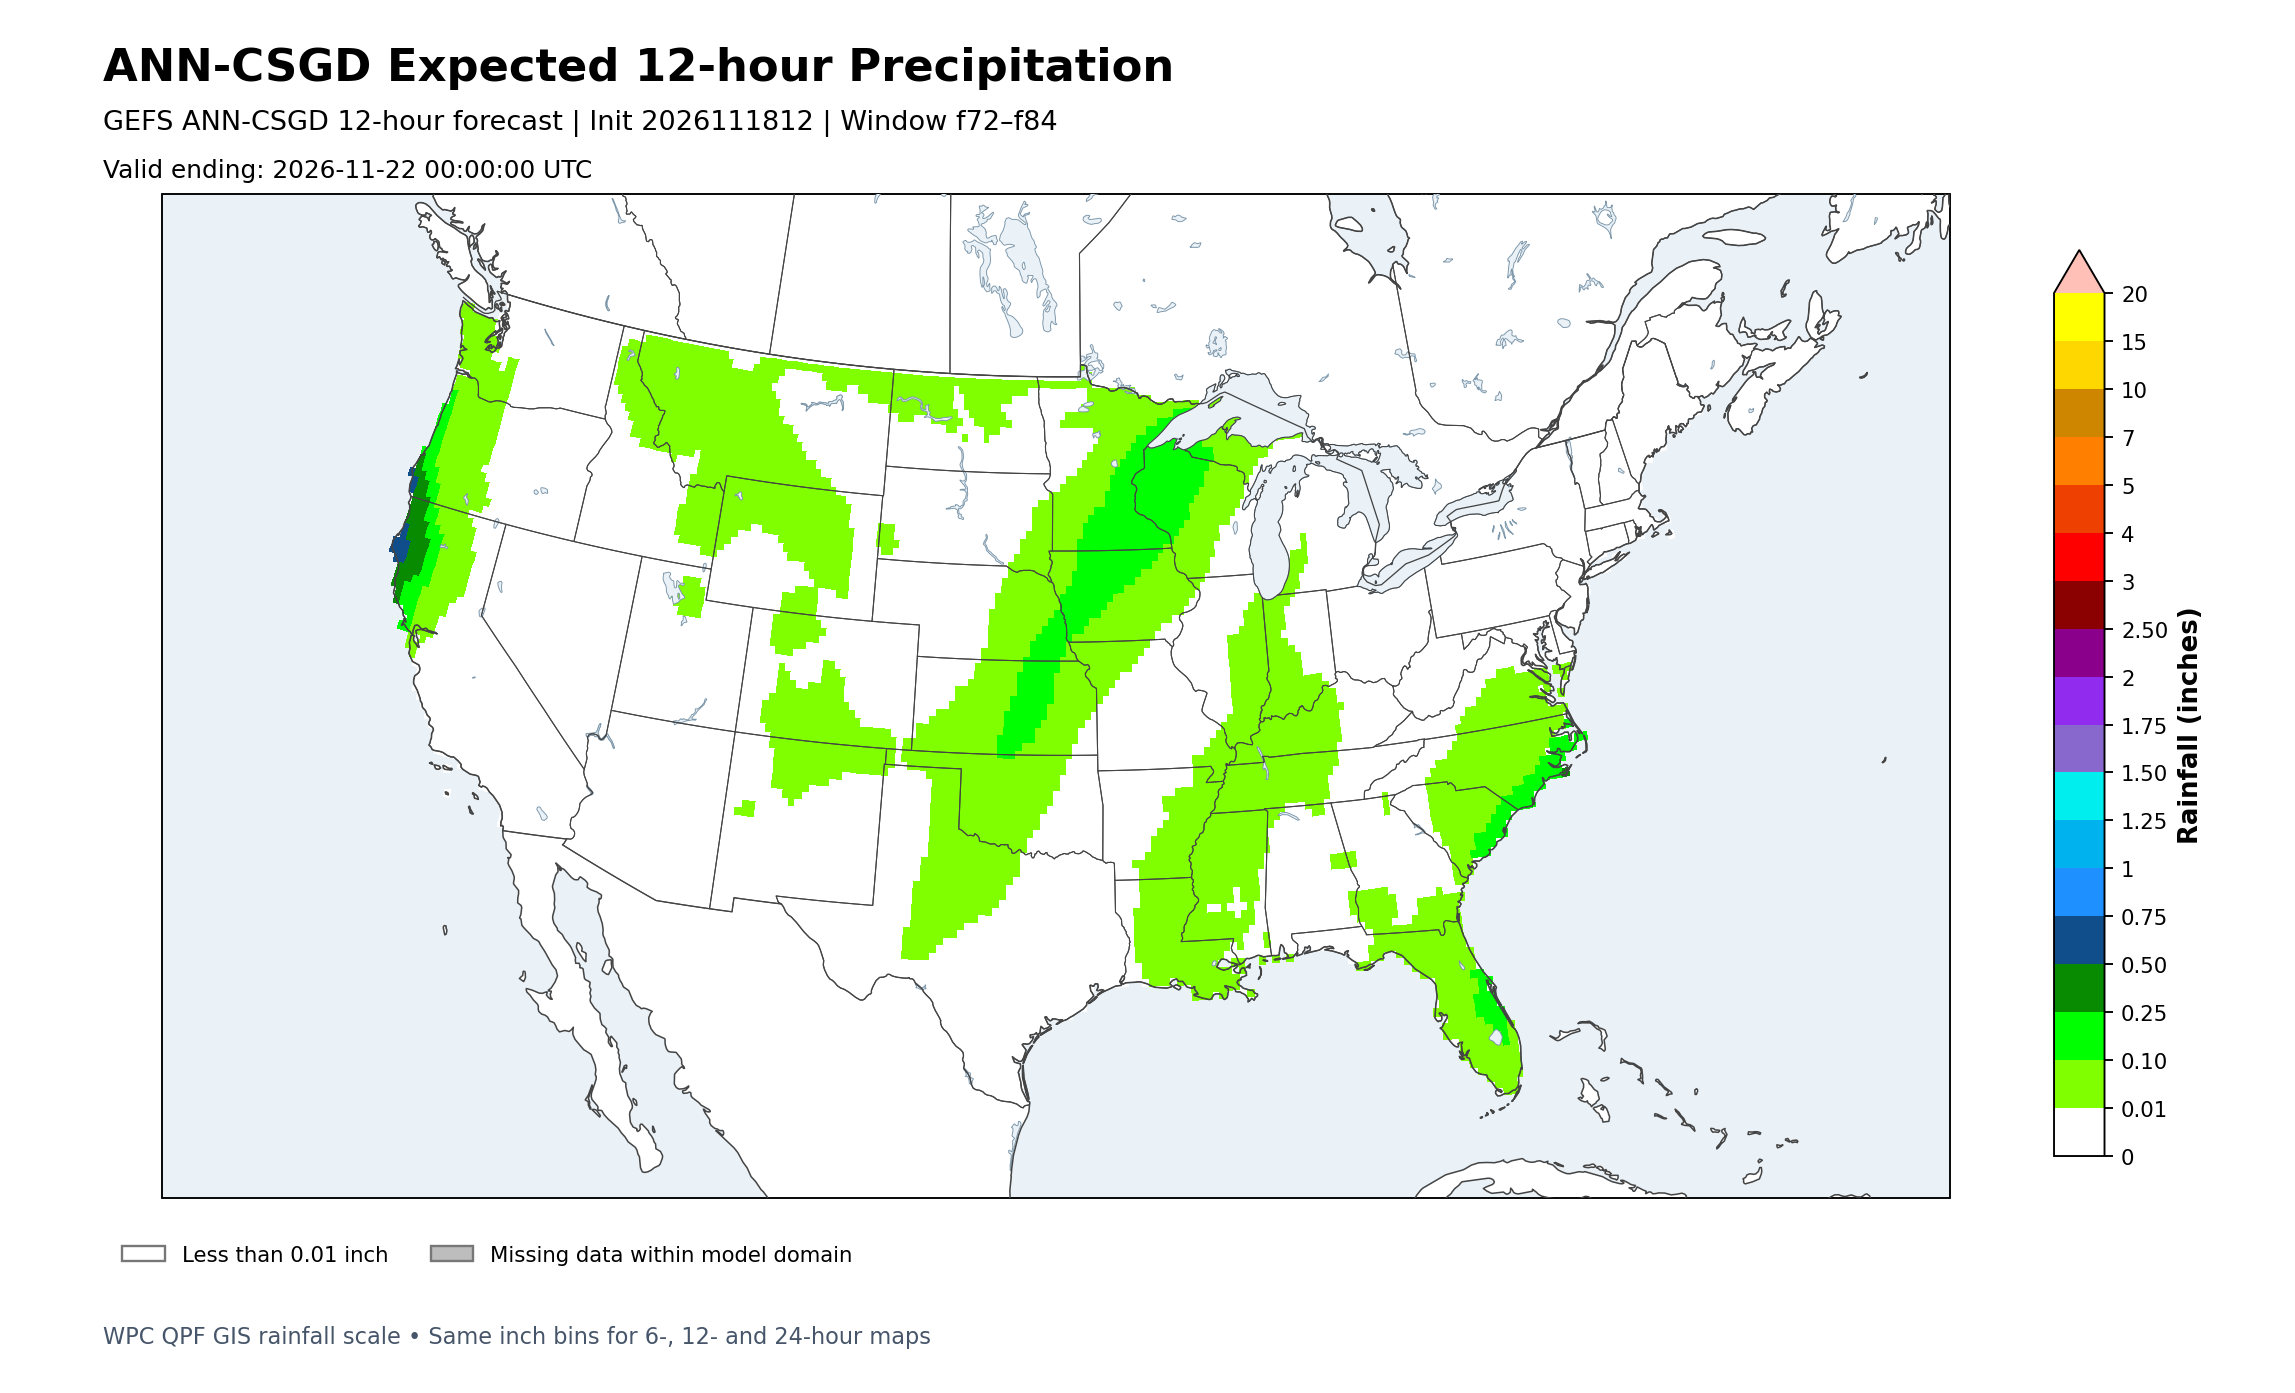 ANN-CSGD Expected 12-hour Precipitation
GEFS ANN-CSGD 12-hour forecast | Init 2026111812 | Window f72–f84
Valid ending: 2026-11-22 00:00:00 UTC
20
15
10
7
5
4
3
2.50
2
1.75
1.50
1.25
1
0.75
0.50
0.25
0.10
0.01
0
Rainfall (inches)
Less than 0.01 inch
Missing data within model domain
WPC QPF GIS rainfall scale • Same inch bins for 6-, 12- and 24-hour maps